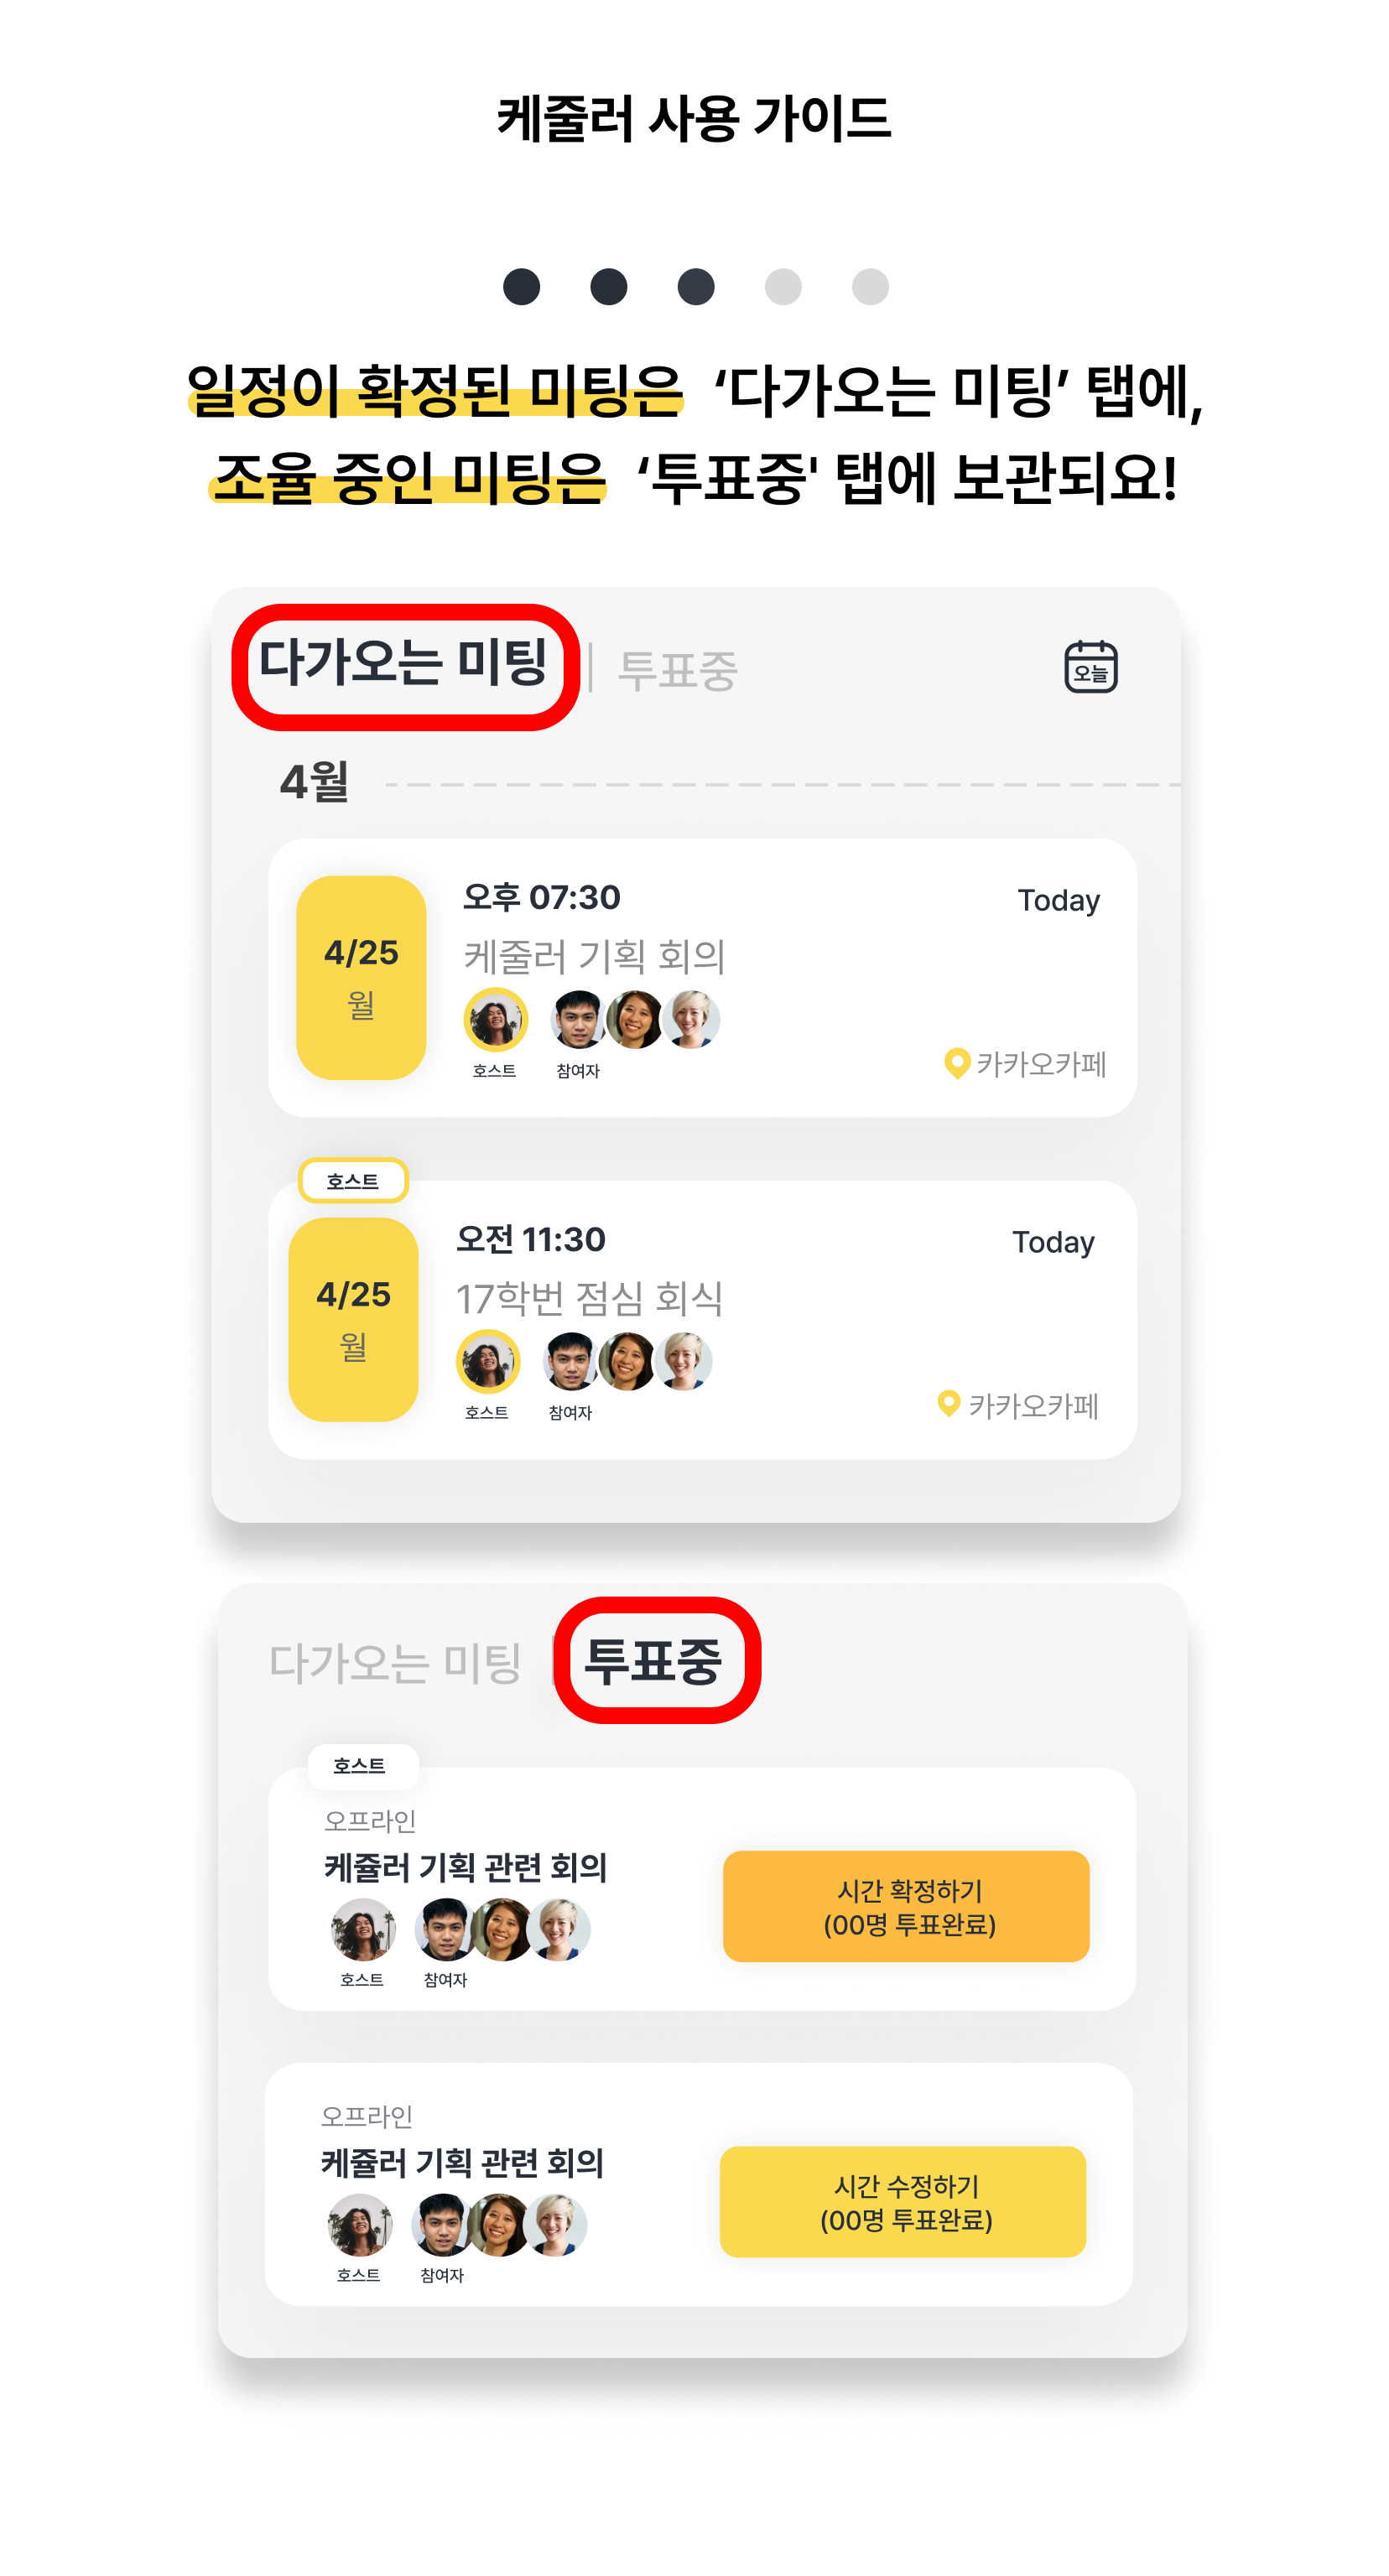 케줄러 사용 가이드
일정이 확정된 미팅은 ‘다가오는 미팅’ 탭에,
조율 중인 미팅은 ‘투표중' 탭에 보관되요!
다가오는 미팅 | 투표중
오늘
4월
4/25
월
오후 07:30
Today
케줄러 기획 회의
호스트
참여자
카카오카페
호스트
4/25
월
오전 11:30
Today
17학번 점심 회식
호스트
참여자
카카오카페
다가오는 미팅 | 투표중
호스트
오프라인
케쥴러 기획 관련 회의
호스트
참여자
시간 확정하기
(00명 투표완료)
오프라인
케쥴러 기획 관련 회의
호스트
참여자
시간 수정하기
(00명 투표완료)